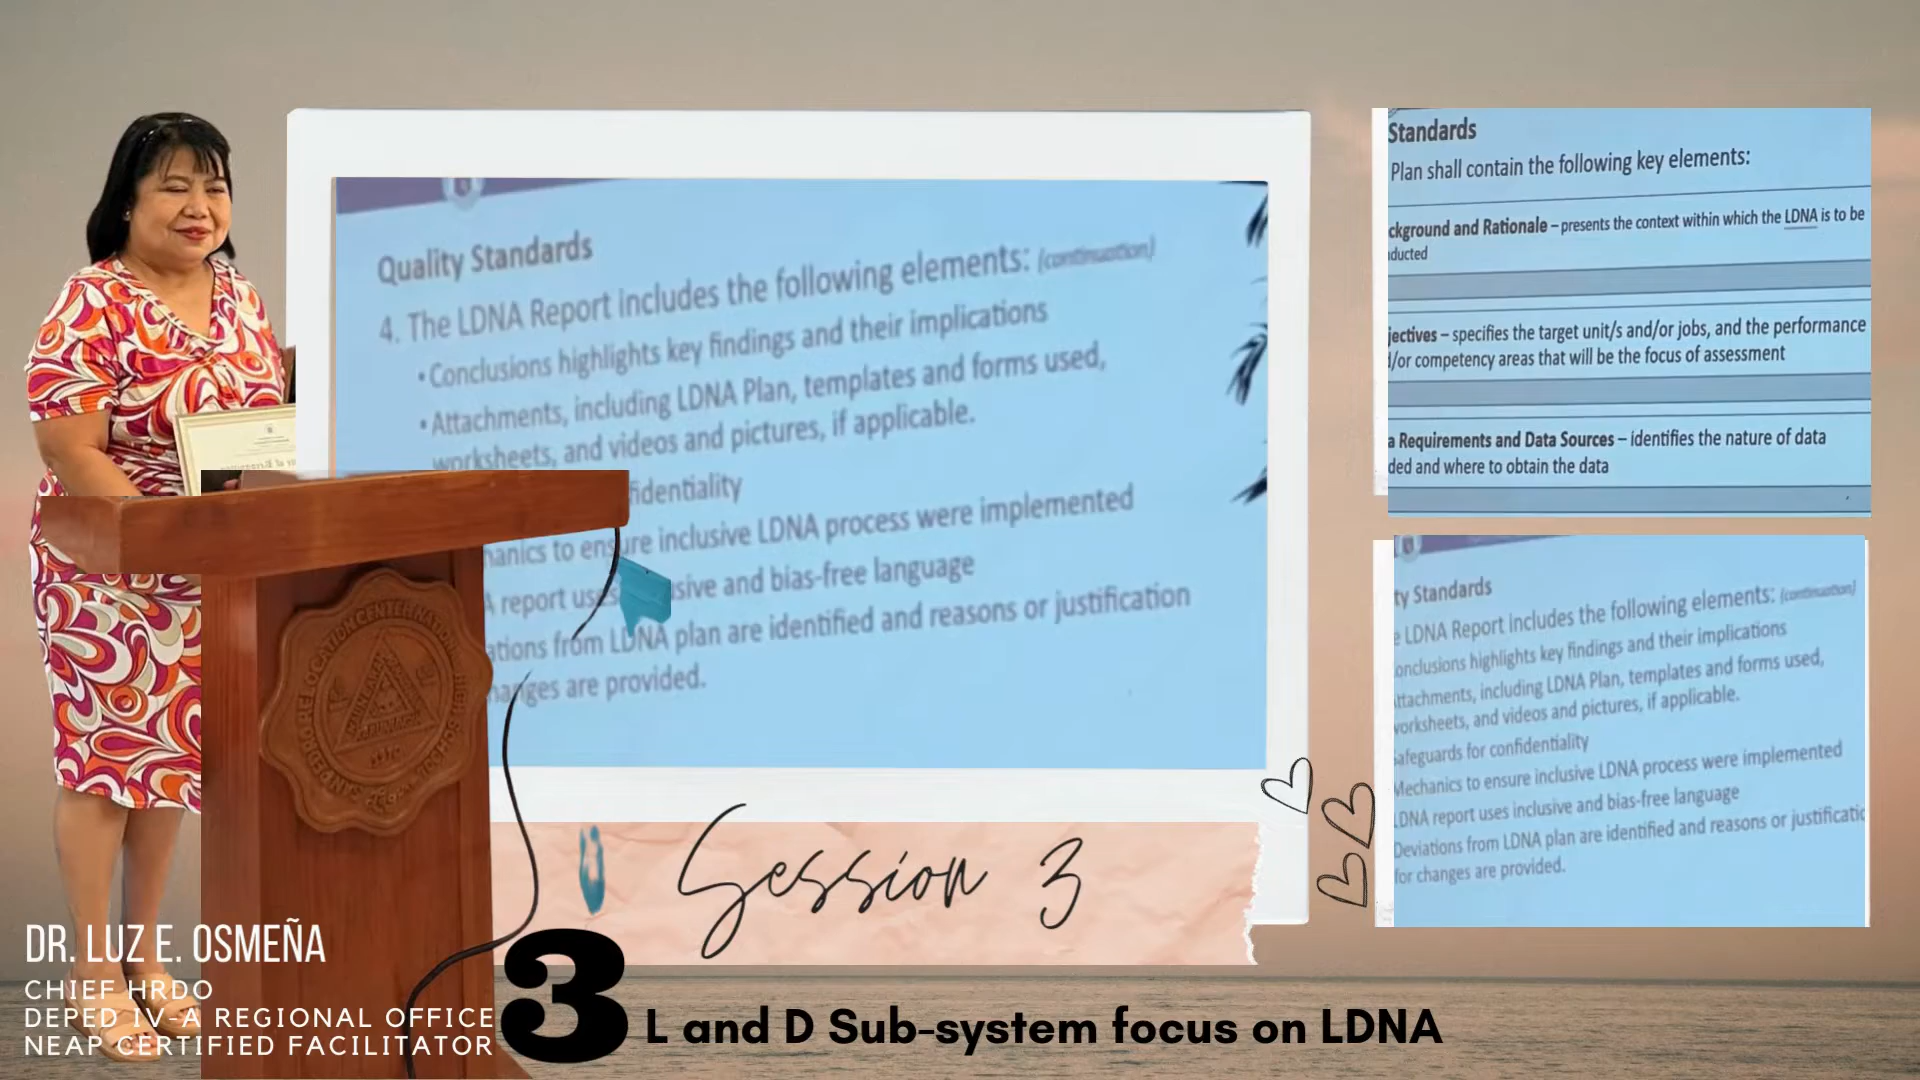 Quality Standards
4. The LDNA Report includes the following elements: (continuation)
• Conclusions highlights key findings and their implications
• Attachments, including LDNA Plan, templates and forms used,
worksheets, and videos and pictures, if applicable.
fidentiality
hanics to ensure inclusive LDNA process were implemented
A report uses usive and bias-free language
ations from LDNA plan are identified and reasons or justification
hanges are provided.
Session 3
3 L and D Sub-system focus on LDNA
DR. LUZ E. OSMEÑA
CHIEF HRDO
DEPED IV-A REGIONAL OFFICE
NEAP CERTIFIED FACILITATOR
1970
Standards
Plan shall contain the following key elements:
ckground and Rationale – presents the context within which the LDNA is to be
ducted
jectives – specifies the target unit/s and/or jobs, and the performance
/or competency areas that will be the focus of assessment
a Requirements and Data Sources – identifies the nature of data
ded and where to obtain the data
ty Standards
e LDNA Report includes the following elements: (continuation)
onclusions highlights key findings and their implications
ttachments, including LDNA Plan, templates and forms used,
vorksheets, and videos and pictures, if applicable.
afeguards for confidentiality
Mechanics to ensure inclusive LDNA process were implemented
LDNA report uses inclusive and bias-free language
Deviations from LDNA plan are identified and reasons or justificatio
for changes are provided.